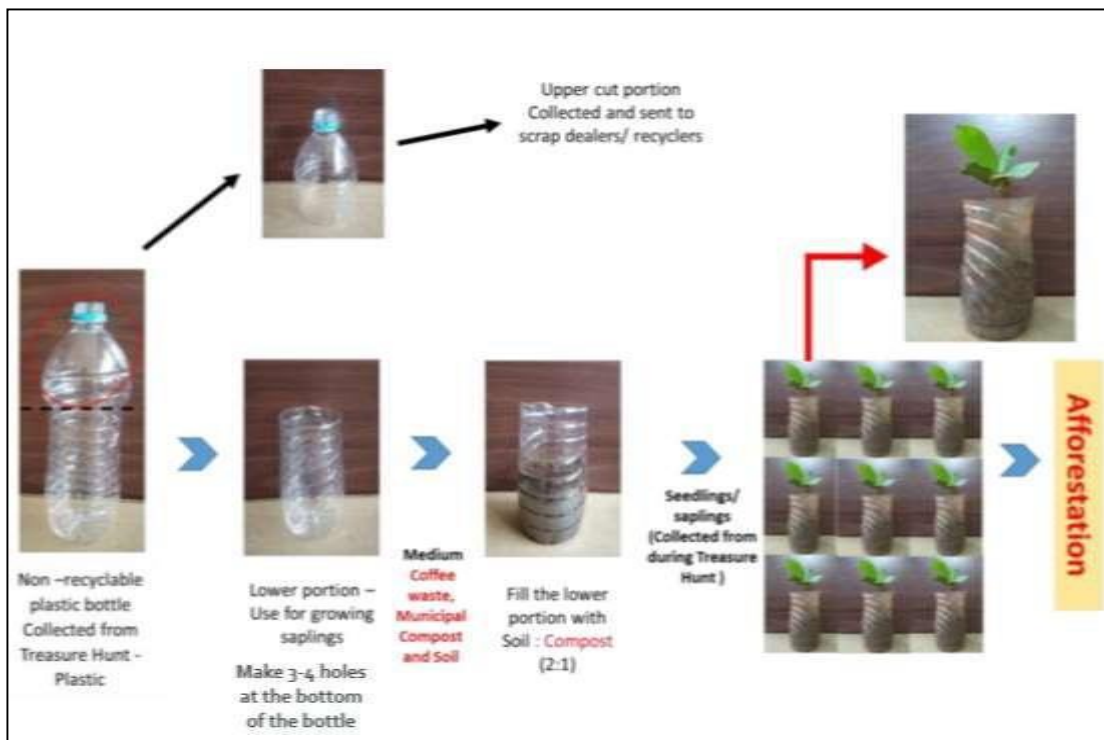 Upper cut portion
Collected and sent to
scrap dealers/ recyclers
Non –recyclable
plastic bottle
Collected from
Treasure Hunt -
Plastic
Lower portion –
Use for growing
saplings
Make 3-4 holes
at the bottom
of the bottle
Medium
Coffee
waste,
Municipal
Compost
and Soil
Fill the lower
portion with
Soil : Compost
(2:1)
Seedlings/
saplings
(Collected from
during Treasure
Hunt )
Afforestation